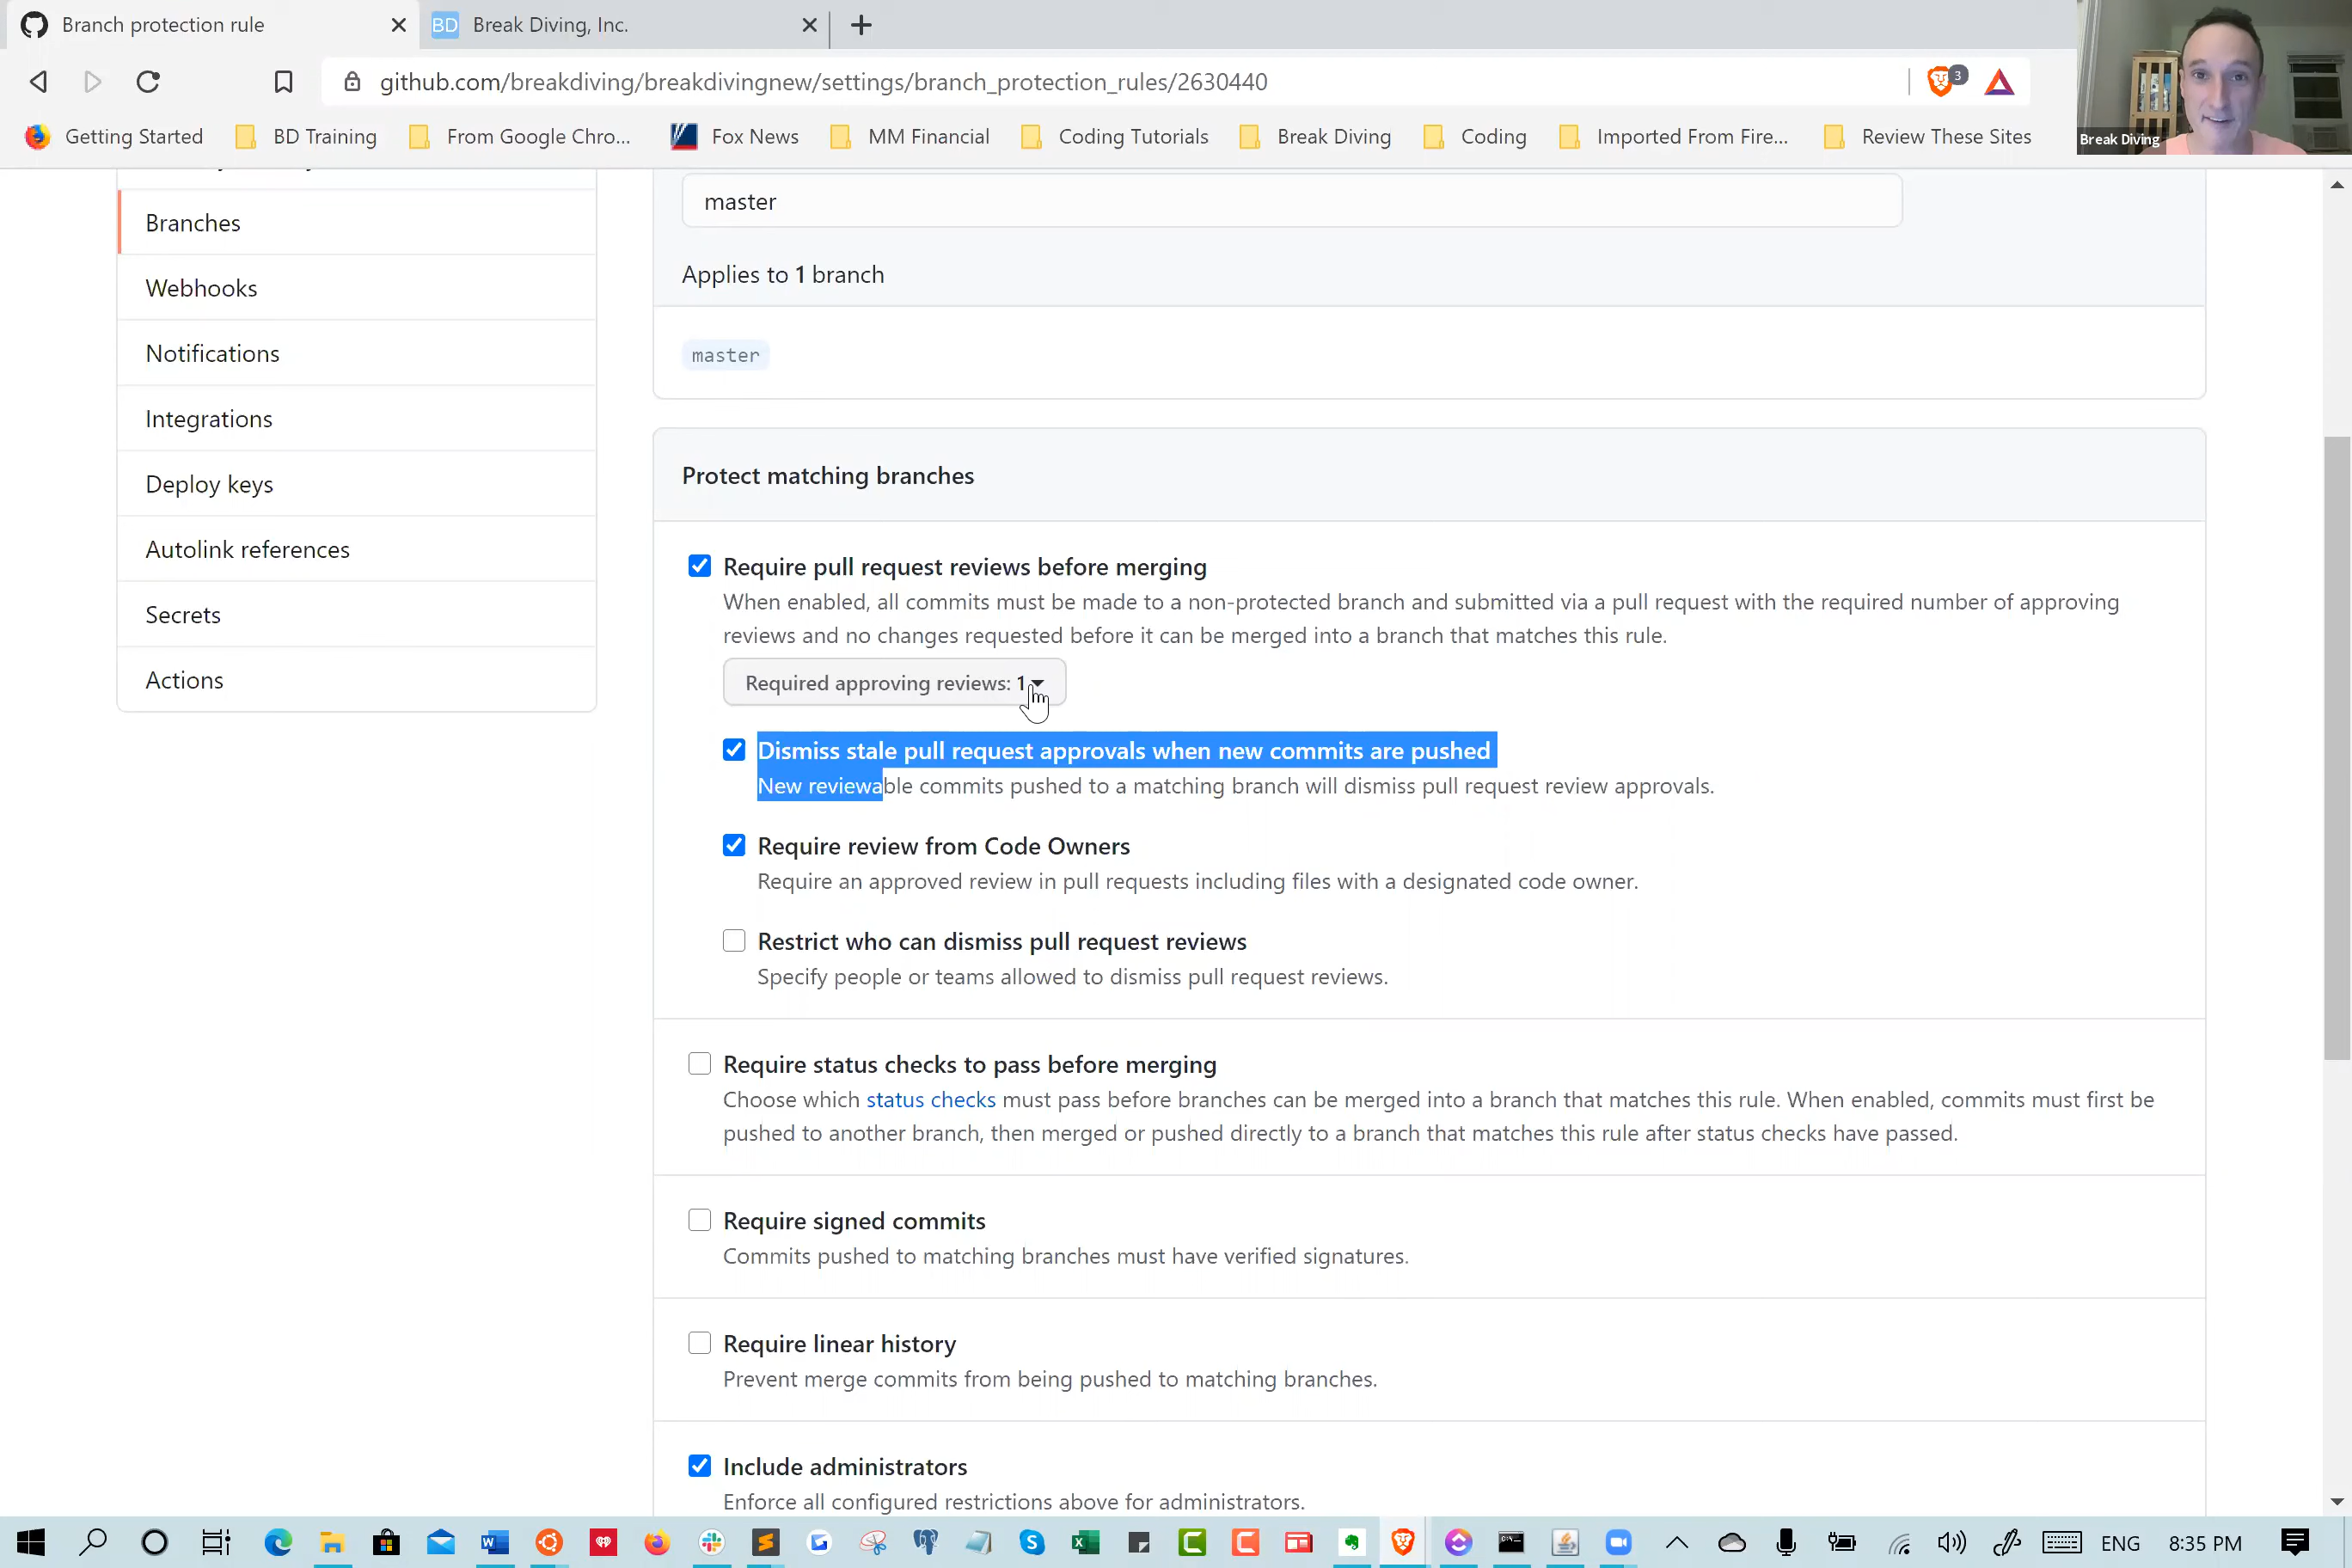 Branch protection rule
BD Break Diving, Inc.
github.com/breakdiving/breakdivingnew/settings/branch_protection_rules/2630440
3
Getting Started
BD Training
From Google Chro...
Fox News
MM Financial
Coding Tutorials
Break Diving
Coding
Imported From Fire...
Review These Sites
Break Diving
Branches
Webhooks
Notifications
Integrations
Deploy keys
Autolink references
Secrets
Actions
master
Applies to 1 branch
master
Protect matching branches
Require pull request reviews before merging
When enabled, all commits must be made to a non-protected branch and submitted via a pull request with the required number of approving
reviews and no changes requested before it can be merged into a branch that matches this rule.
Required approving reviews: 1
Dismiss stale pull request approvals when new commits are pushed
New reviewable commits pushed to a matching branch will dismiss pull request review approvals.
Require review from Code Owners
Require an approved review in pull requests including files with a designated code owner.
Restrict who can dismiss pull request reviews
Specify people or teams allowed to dismiss pull request reviews.
Require status checks to pass before merging
Choose which status checks must pass before branches can be merged into a branch that matches this rule. When enabled, commits must first be
pushed to another branch, then merged or pushed directly to a branch that matches this rule after status checks have passed.
Require signed commits
Commits pushed to matching branches must have verified signatures.
Require linear history
Prevent merge commits from being pushed to matching branches.
Include administrators
Enforce all configured restrictions above for administrators.
ENG
8:35 PM